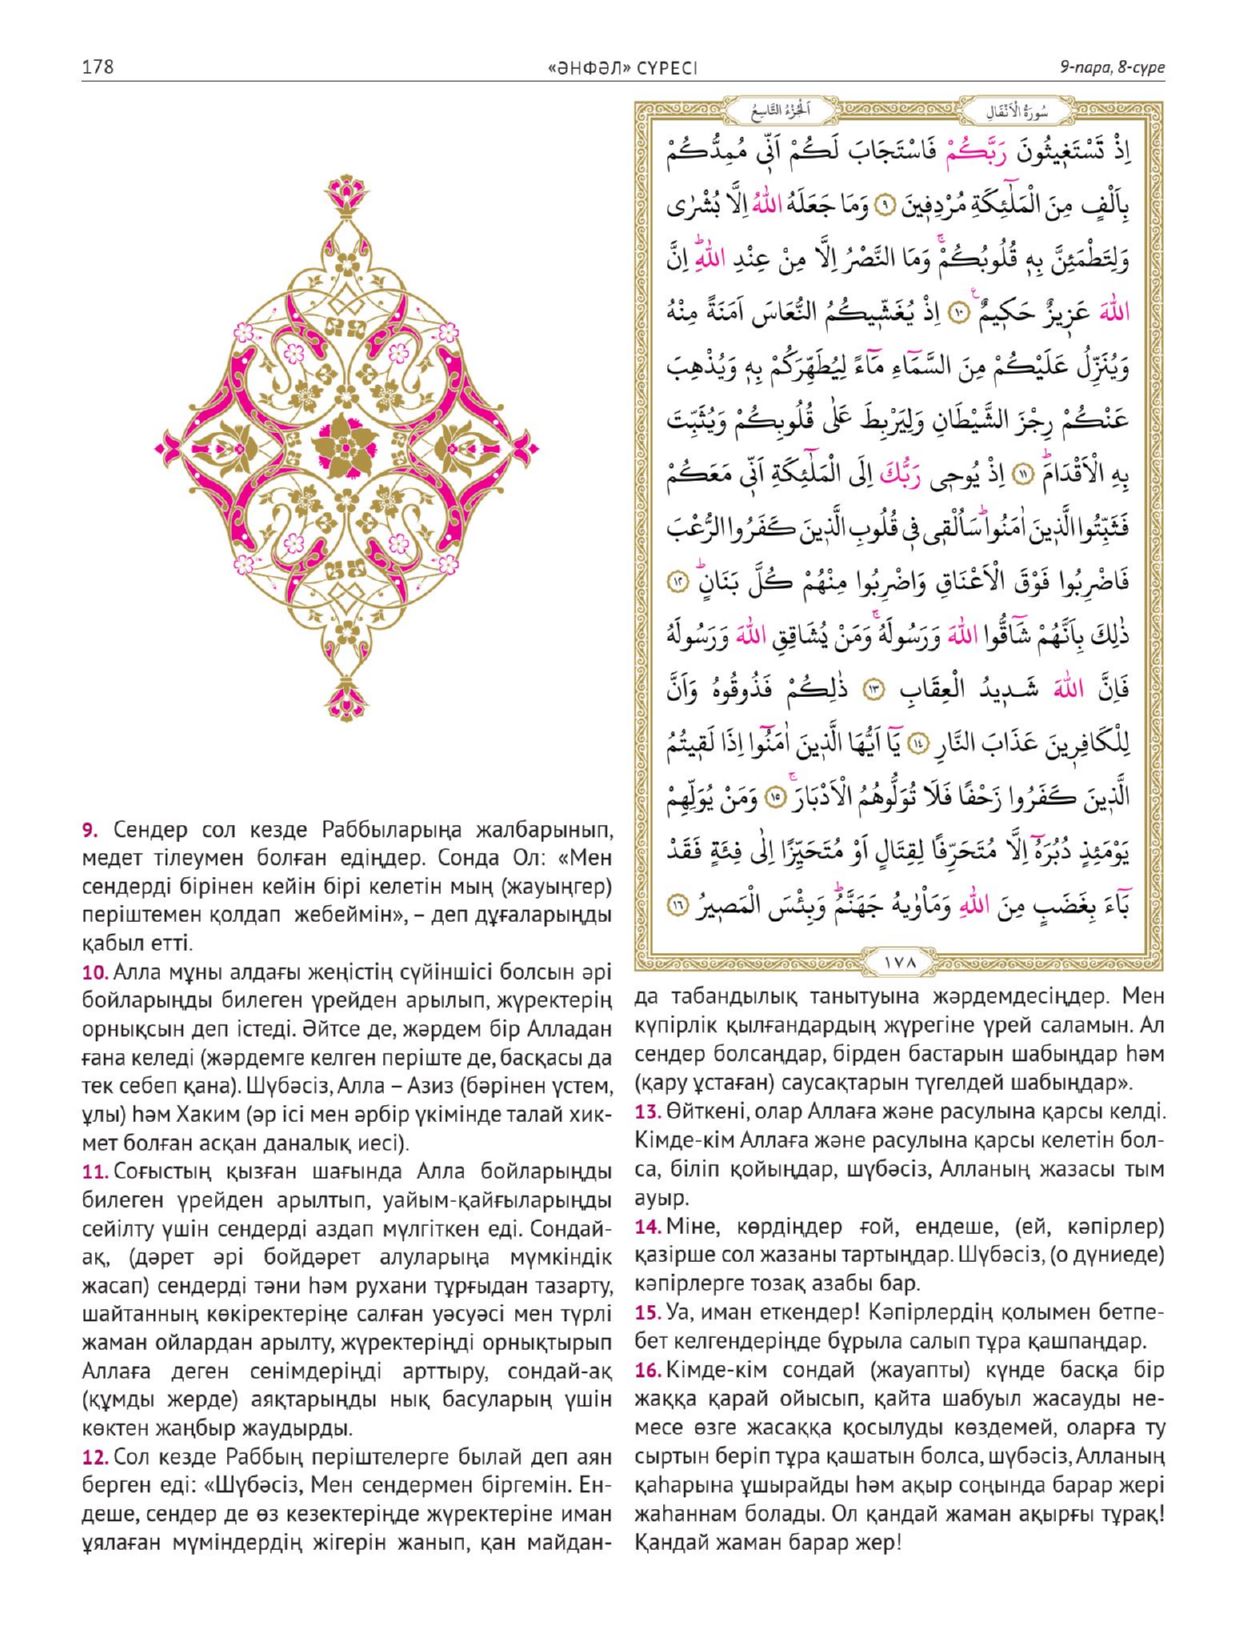 178
«ӘНФӘЛ» СҮРЕСІ
9-пара, 8-сүре
سُورَةُ الْاَنْفَالِ
اَلْجُزْءُ التَّاسِعُ
اِذْ تَسْتَغ۪يثُونَ رَبَّكُمْ فَاسْتَجَابَ لَكُمْ اَنّ۪ي مُمِدُّكُمْ
بِاَلْفٍ مِنَ الْمَلٰٓئِكَةِ مُرْدِف۪ينَ ﴿٩﴾ وَمَا جَعَلَهُ اللّٰهُ اِلَّا بُشْرٰى
وَلِتَطْمَئِنَّ بِه۪ قُلُوبُكُمْۚ وَمَا النَّصْرُ اِلَّا مِنْ عِنْدِ اللّٰهِۜ اِنَّ
اللّٰهَ عَز۪يزٌ حَك۪يمٌ۟ ﴿١٠﴾ اِذْ يُغَشّ۪يكُمُ النُّعَاسَ اَمَنَةً مِنْهُ
وَيُنَزِّلُ عَلَيْكُمْ مِنَ السَّمَٓاءِ مَٓاءً لِيُطَهِّرَكُمْ بِه۪ وَيُذْهِبَ
عَنْكُمْ رِجْزَ الشَّيْطَانِ وَلِيَرْبِطَ عَلٰى قُلُوبِكُمْ وَيُثَبِّتَ
بِهِ الْاَقْدَامَۜ ﴿١١﴾ اِذْ يُوح۪ي رَبُّكَ اِلَى الْمَلٰٓئِكَةِ اَنّ۪ي مَعَكُمْ
فَثَبِّتُوا الَّذ۪ينَ اٰمَنُواۜ سَاُلْق۪ي ف۪ي قُلُوبِ الَّذ۪ينَ كَفَرُوا الرُّعْبَ
فَاضْرِبُوا فَوْقَ الْاَعْنَاقِ وَاضْرِبُوا مِنْهُمْ كُلَّ بَنَانٍۜ ﴿١٢﴾
ذٰلِكَ بِاَنَّهُمْ شَٓاقُّوا اللّٰهَ وَرَسُولَهُۚ وَمَنْ يُشَاقِقِ اللّٰهَ وَرَسُولَهُ
فَاِنَّ اللّٰهَ شَد۪يدُ الْعِقَابِ ﴿١٣﴾ ذٰلِكُمْ فَذُوقُوهُ وَاَنَّ
لِلْكَافِر۪ينَ عَذَابَ النَّارِ ﴿١٤﴾ يَٓا اَيُّهَا الَّذ۪ينَ اٰمَنُٓوا اِذَا لَق۪يتُمُ
الَّذ۪ينَ كَفَرُوا زَحْفًا فَلَا تُوَلُّوهُمُ الْاَدْبَارَۚ ﴿١٥﴾ وَمَنْ يُوَلِّهِمْ
يَوْمَئِذٍ دُبُرَهُٓ اِلَّا مُتَحَرِّفًا لِقِتَالٍ اَوْ مُتَحَيِّزًا اِلٰى فِئَةٍ فَقَدْ
بَٓاءَ بِغَضَبٍ مِنَ اللّٰهِ وَمَأْوٰيهُ جَهَنَّمُۜ وَبِئْسَ الْمَص۪يرُ ﴿١٦﴾
١٧٨
9. Сендер сол кезде Раббыларыңа жалбарынып,
медет тілеумен болған едіңдер. Сонда Ол: «Мен
сендерді бірінен кейін бірі келетін мың (жауыңгер)
періштемен қолдап жебеймін», – деп дұғаларыңды
қабыл етті.
10. Алла мұны алдағы жеңістің сүйіншісі болсын әрі
бойларыңды билеген үрейден арылып, жүректерің
орнықсын деп істеді. Әйтсе де, жәрдем бір Алладан
ғана келеді (жәрдемге келген періште де, басқасы да
тек себеп қана). Шүбәсіз, Алла – Азиз (бәрінен үстем,
ұлы) һәм Хаким (әр ісі мен әрбір үкімінде талай хик-
мет болған асқан даналық иесі).
11. Соғыстың қызған шағында Алла бойларыңды
билеген үрейден арылтып, уайым-қайғыларыңды
сейілту үшін сендерді аздап мүлгіткен еді. Сондай-
ақ, (дәрет әрі бойдәрет алуларыңа мүмкіндік
жасап) сендерді тәни һәм рухани тұрғыдан тазарту,
шайтанның көкіректеріңе салған уәсуәсі мен түрлі
жаман ойлардан арылту, жүректеріңді орнықтырып
Аллаға деген сенімдеріңді арттыру, сондай-ақ
(құмды жерде) аяқтарыңды нық басуларың үшін
көктен жаңбыр жаудырды.
12. Сол кезде Раббың періштелерге былай деп аян
берген еді: «Шүбәсіз, Мен сендермен біргемін. Ен-
деше, сендер де өз кезектеріңде жүректеріне иман
ұялаған мүміндердің жігерін жанып, қан майдан-
да табандылық танытуына жәрдемдесіңдер. Мен
күпірлік қылғандардың жүрегіне үрей саламын. Ал
сендер болсаңдар, бірден бастарын шабыңдар һәм
(қару ұстаған) саусақтарын түгелдей шабыңдар».
13. Өйткені, олар Аллаға және расулына қарсы келді.
Кімде-кім Аллаға және расулына қарсы келетін бол-
са, біліп қойыңдар, шүбәсіз, Алланың жазасы тым
ауыр.
14. Міне, көрдіңдер ғой, ендеше, (ей, кәпірлер)
қазірше сол жазаны тартыңдар. Шүбәсіз, (о дүниеде)
кәпірлерге тозақ азабы бар.
15. Уа, иман еткендер! Кәпірлердің қолымен бетпе-
бет келгендеріңде бұрыла салып тұра қашпаңдар.
16. Кімде-кім сондай (жауапты) күнде басқа бір
жаққа қарай ойысып, қайта шабуыл жасауды не-
месе өзге жасаққа қосылуды көздемей, оларға ту
сыртын беріп тұра қашатын болса, шүбәсіз, Алланың
қаһарына ұшырайды һәм ақыр соңында барар жері
жаһаннам болады. Ол қандай жаман ақырғы тұрақ!
Қандай жаман барар жер!